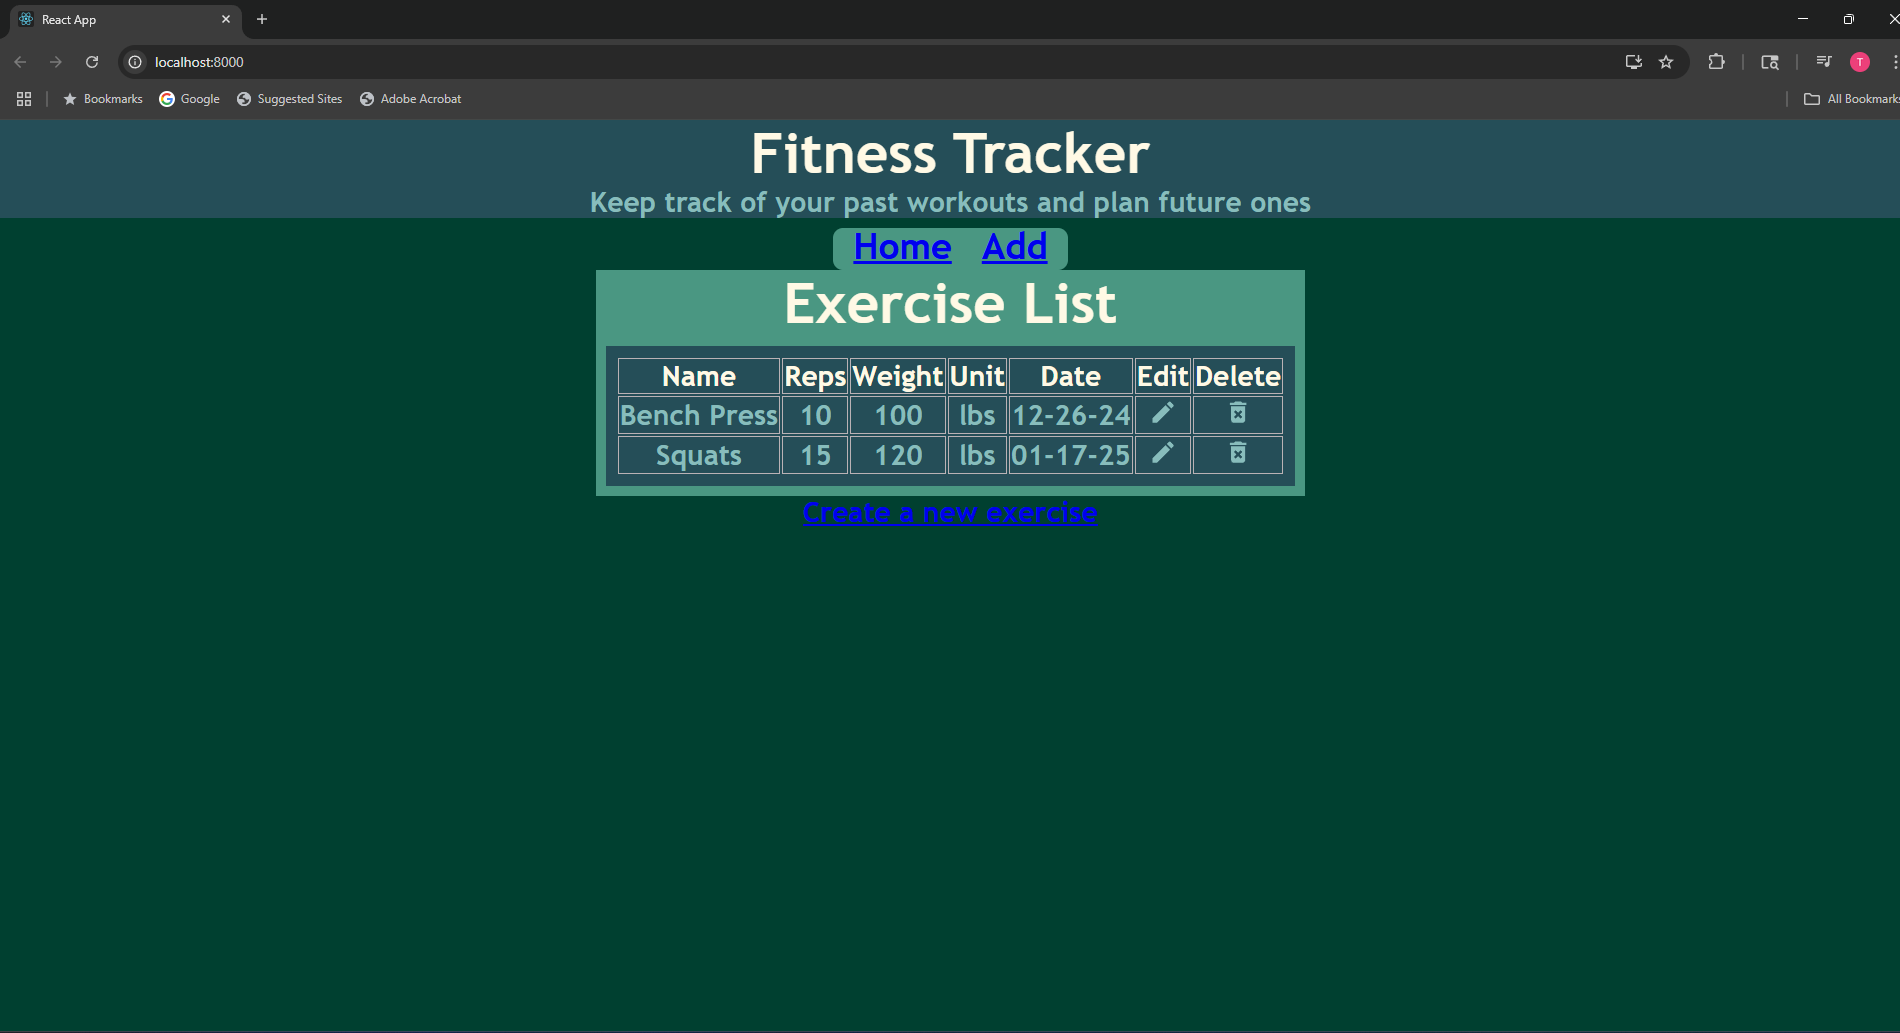 React App
localhost:8000
T
Bookmarks Google Suggested Sites Adobe Acrobat All Bookmarks
Fitness Tracker
Keep track of your past workouts and plan future ones
Home Add
Exercise List
Name Reps Weight Unit Date Edit Delete
Bench Press 10 100 lbs 12-26-24
Squats 15 120 lbs 01-17-25
Create a new exercise